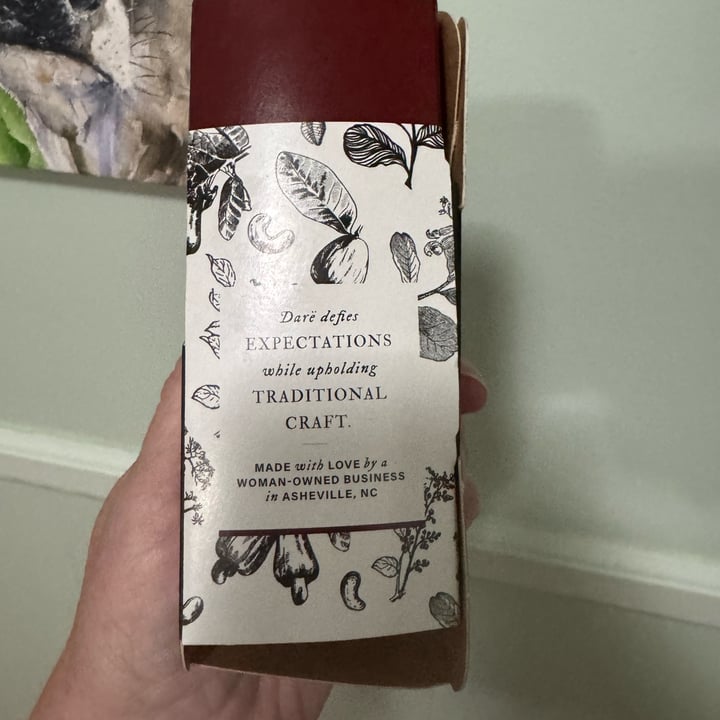 Darë defies
EXPECTATIONS
while upholding
TRADITIONAL
CRAFT.
MADE with LOVE by a
WOMAN-OWNED BUSINESS
in ASHEVILLE, NC